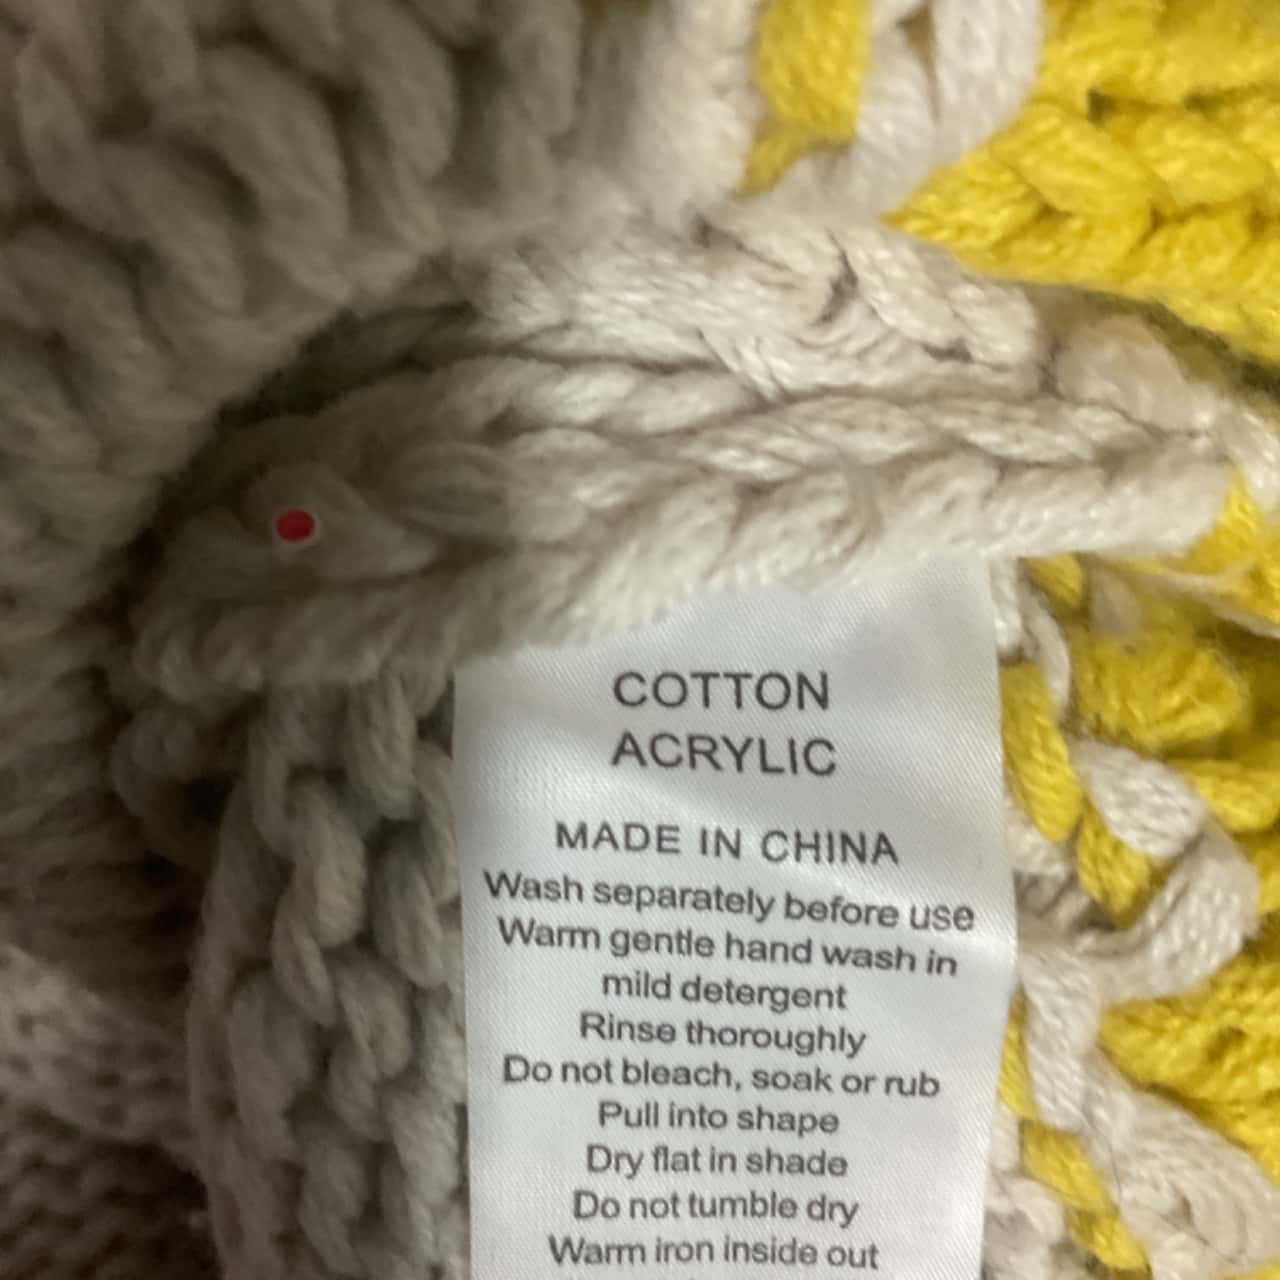 COTTON
ACRYLIC
MADE IN CHINA
Wash separately before use
Warm gentle hand wash in
mild detergent
Rinse thoroughly
Do not bleach, soak or rub
Pull into shape
Dry flat in shade
Do not tumble dry
Warm iron inside out